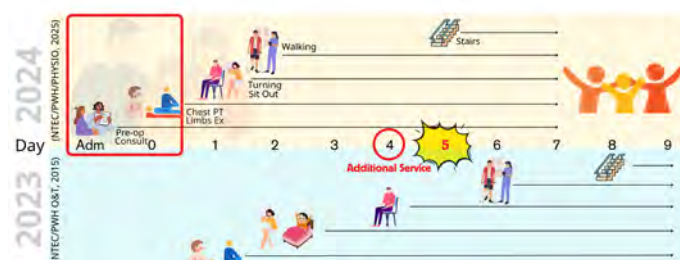 2024
(NTEC/PWH/PHYSIO, 2025)
Walking
Stairs
Turning
Sit Out
Chest PT
Limbs Ex
Pre-op
Consult
Day Adm 0 1 2 3 4 5 6 7 8 9
Additional Service
2023
NTEC/PWH O&T, 2015)